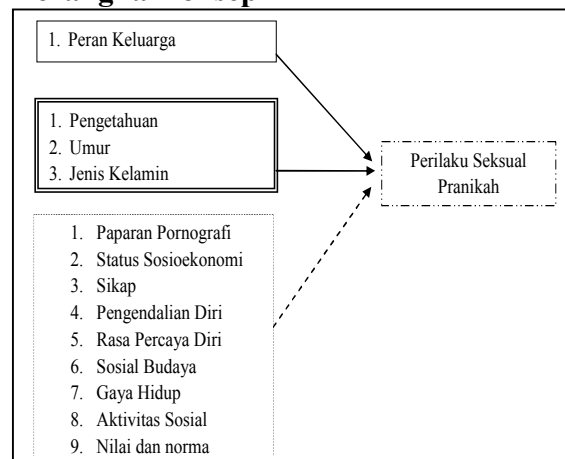 1. Peran Keluarga
1. Pengetahuan
2. Umur
3. Jenis Kelamin
Perilaku Seksual
Pranikah
1. Paparan Pornografi
2. Status Sosioekonomi
3. Sikap
4. Pengendalian Diri
5. Rasa Percaya Diri
6. Sosial Budaya
7. Gaya Hidup
8. Aktivitas Sosial
9. Nilai dan norma